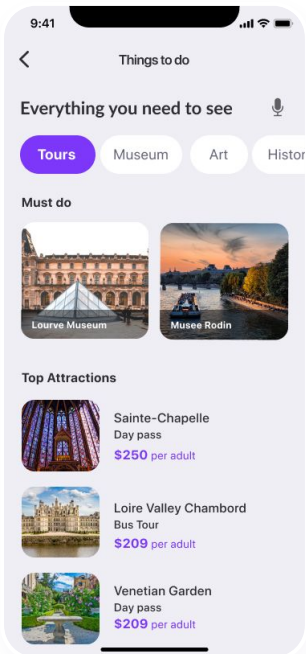 9:41
Things to do
Everything you need to see
Tours Museum Art Histor
Must do
Lourve Museum Musee Rodin
Top Attractions
Sainte-Chapelle
Day pass
$250 per adult
Loire Valley Chambord
Bus Tour
$209 per adult
Venetian Garden
Day pass
$209 per adult